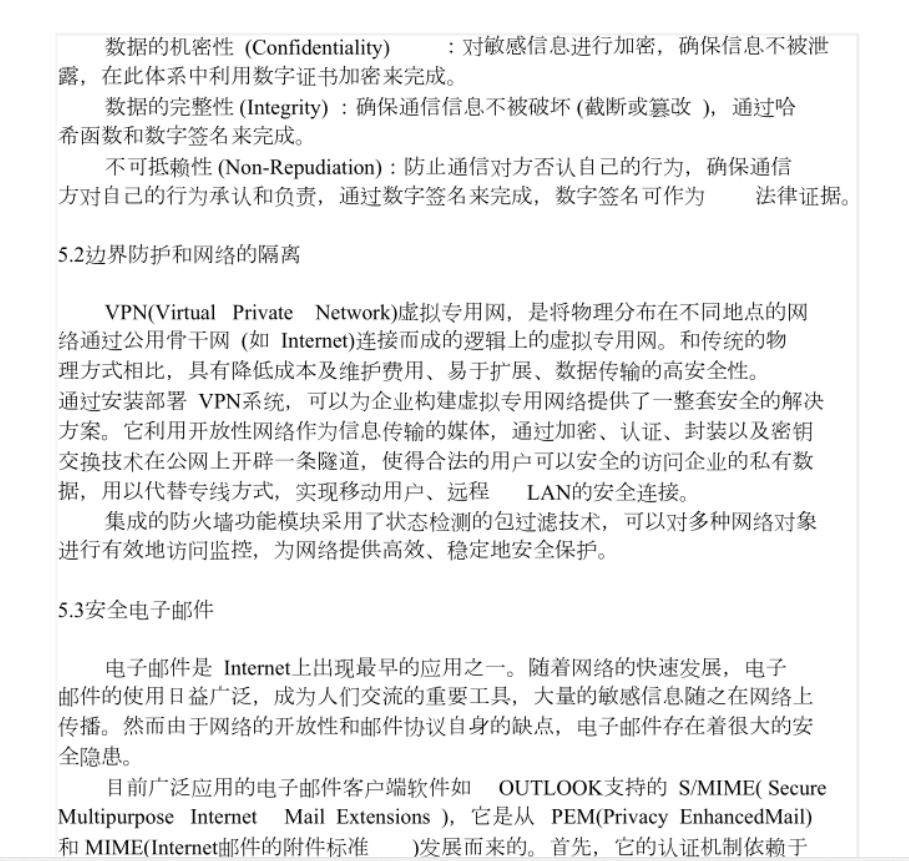 数据的机密性 (Confidentiality) ：对敏感信息进行加密，确保信息不被泄
露，在此体系中利用数字证书加密来完成。
数据的完整性 (Integrity) ：确保通信信息不被破坏 (截断或篡改 )，通过哈
希函数和数字签名来完成。
不可抵赖性 (Non-Repudiation)：防止通信对方否认自己的行为，确保通信
方对自己的行为承认和负责，通过数字签名来完成，数字签名可作为 法律证据。
5.2边界防护和网络的隔离
VPN(Virtual Private Network)虚拟专用网，是将物理分布在不同地点的网
络通过公用骨干网 (如 Internet)连接而成的逻辑上的虚拟专用网。和传统的物
理方式相比，具有降低成本及维护费用、易于扩展、数据传输的高安全性。
通过安装部署 VPN系统，可以为企业构建虚拟专用网络提供了一整套安全的解决
方案。它利用开放性网络作为信息传输的媒体，通过加密、认证、封装以及密钥
交换技术在公网上开辟一条隧道，使得合法的用户可以安全的访问企业的私有数
据，用以代替专线方式，实现移动用户、远程 LAN的安全连接。
集成的防火墙功能模块采用了状态检测的包过滤技术，可以对多种网络对象
进行有效地访问监控，为网络提供高效、稳定地安全保护。
5.3安全电子邮件
电子邮件是 Internet上出现最早的应用之一。随着网络的快速发展，电子
邮件的使用日益广泛，成为人们交流的重要工具，大量的敏感信息随之在网络上
传播。然而由于网络的开放性和邮件协议自身的缺点，电子邮件存在着很大的安
全隐患。
目前广泛应用的电子邮件客户端软件如 OUTLOOK支持的 S/MIME( Secure
Multipurpose Internet Mail Extensions )，它是从 PEM(Privacy EnhancedMail)
和 MIME(Internet邮件的附件标准 )发展而来的。首先，它的认证机制依赖于